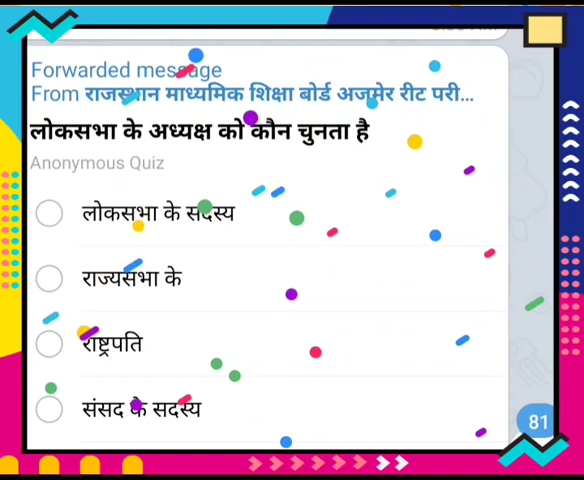 Forwarded message
From राजस्थान माध्यमिक शिक्षा बोर्ड अजमेर रीट परी...
लोकसभा के अध्यक्ष को कौन चुनता है
Anonymous Quiz
लोकसभा के सदस्य
राज्यसभा के
राष्ट्रपति
संसद के सदस्य
81